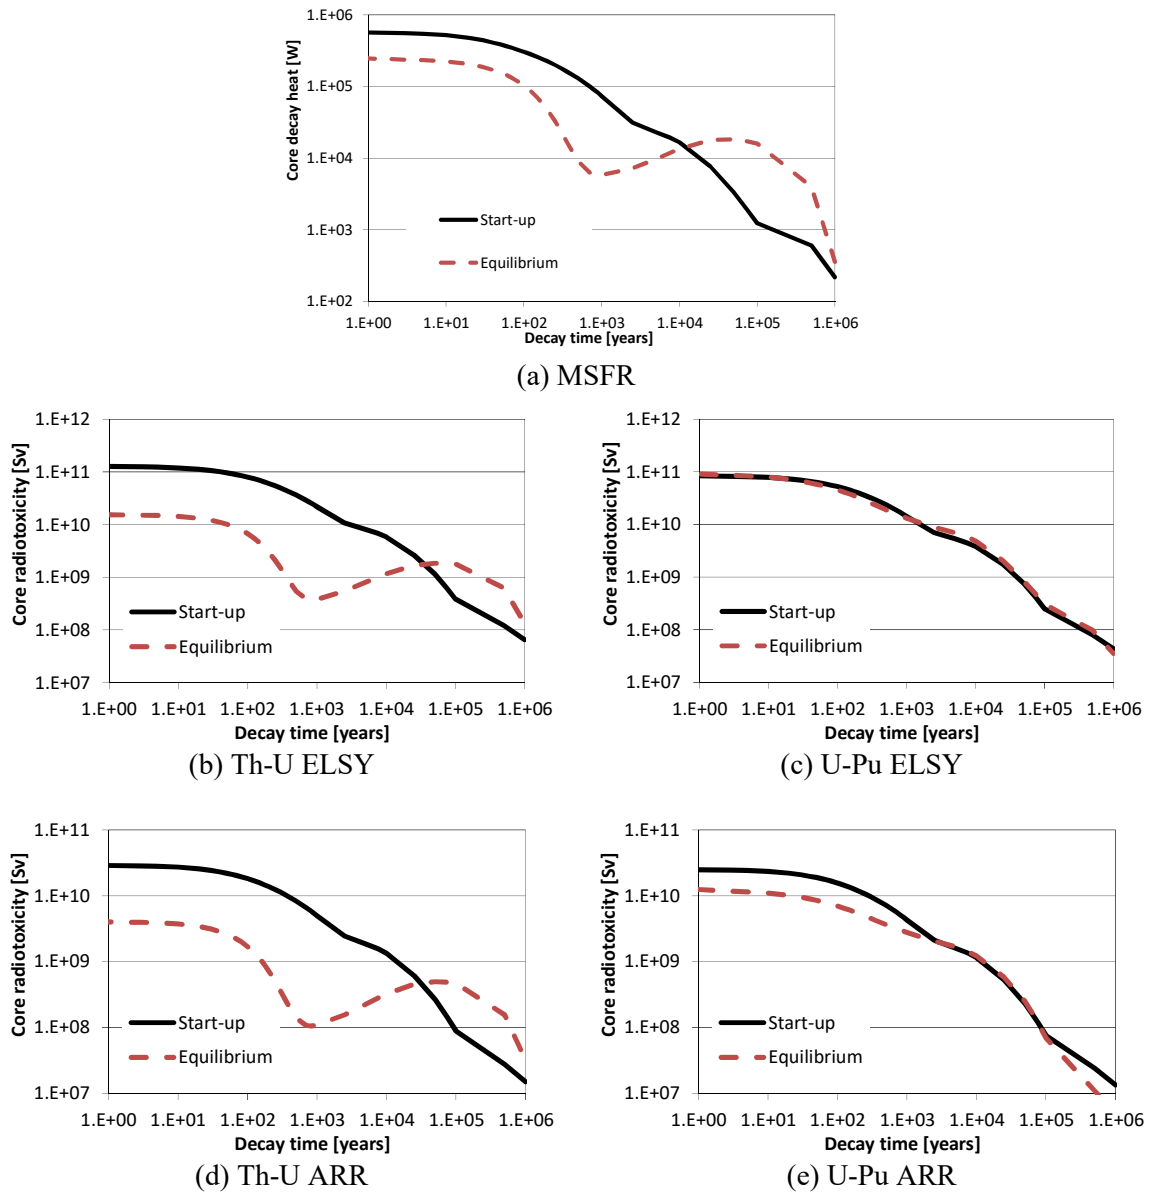 1.E+06
1.E+05
1.E+04
1.E+03
1.E+02
Core decay heat [W]
Start-up
Equilibrium
1.E+00 1.E+01 1.E+02 1.E+03 1.E+04 1.E+05 1.E+06
Decay time [years]
(a) MSFR
1.E+12
1.E+11
1.E+10
1.E+09
1.E+08
1.E+07
Core radiotoxicity [Sv]
Start-up
Equilibrium
1.E+00 1.E+01 1.E+02 1.E+03 1.E+04 1.E+05 1.E+06
Decay time [years]
(b) Th-U ELSY
1.E+12
1.E+11
1.E+10
1.E+09
1.E+08
1.E+07
Core radiotoxicity [Sv]
Start-up
Equilibrium
1.E+00 1.E+01 1.E+02 1.E+03 1.E+04 1.E+05 1.E+06
Decay time [years]
(c) U-Pu ELSY
1.E+11
1.E+10
1.E+09
1.E+08
1.E+07
Core radiotoxicity [Sv]
Start-up
Equilibrium
1.E+00 1.E+01 1.E+02 1.E+03 1.E+04 1.E+05 1.E+06
Decay time [years]
(d) Th-U ARR
1.E+11
1.E+10
1.E+09
1.E+08
1.E+07
Core radiotoxicity [Sv]
Start-up
Equilibrium
1.E+00 1.E+01 1.E+02 1.E+03 1.E+04 1.E+05 1.E+06
Decay time [years]
(e) U-Pu ARR